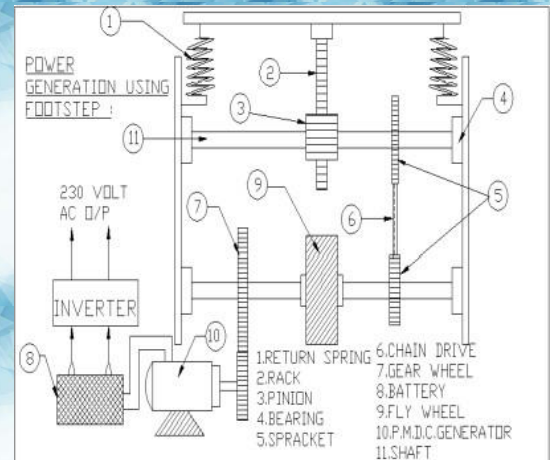 POWER
GENERATION USING
FOOTSTEP :
1
2
3
4
11
5
6
7
9
230 VOLT
AC O/P
INVERTER
8
10
1.RETURN SPRING
2.RACK
3.PINION
4.BEARING
5.SPRACKET
6.CHAIN DRIVE
7.GEAR WHEEL
8.BATTERY
9.FLY WHEEL
10.P.M.D.C.GENERATOR
11.SHAFT